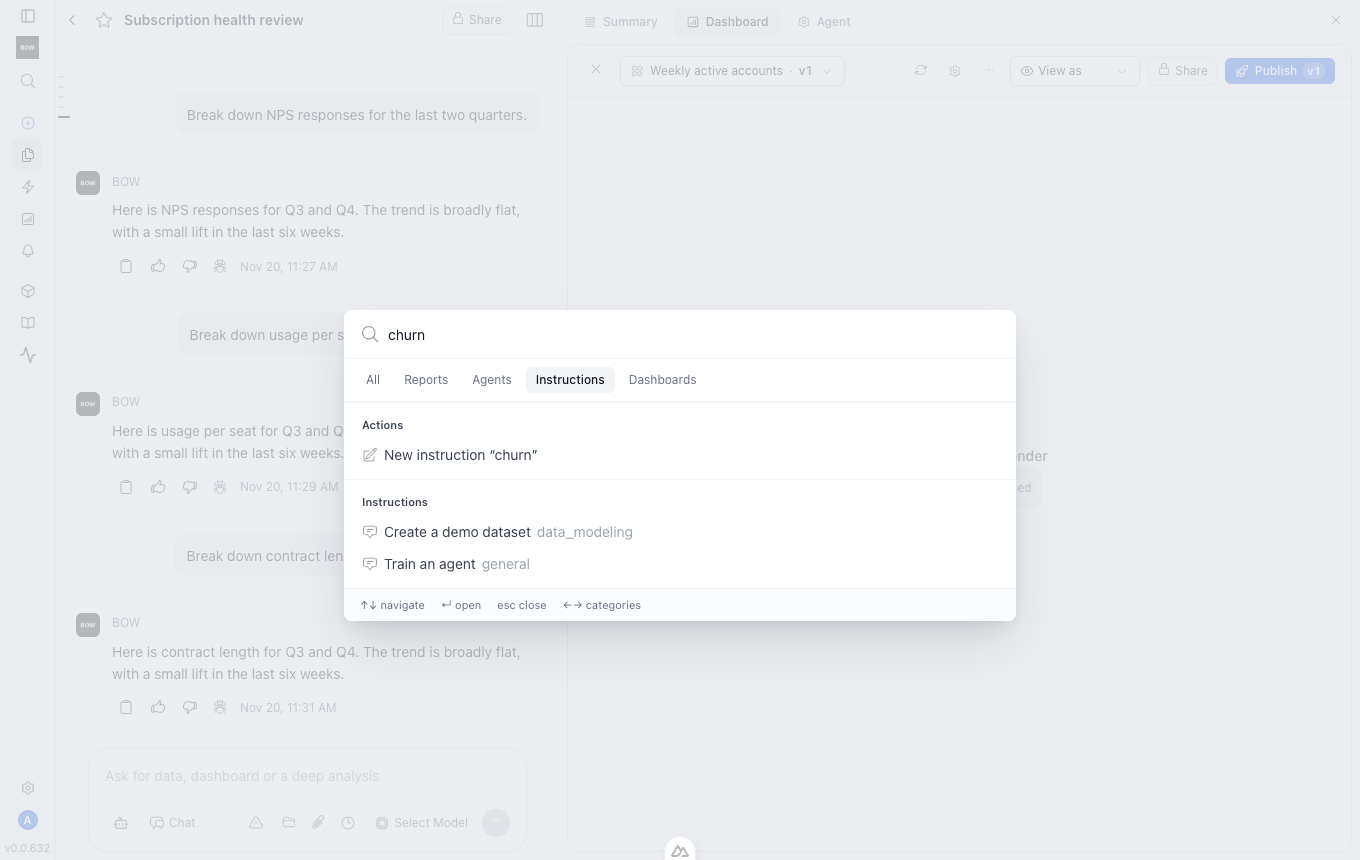 Subscription health review
Share
Summary
Dashboard
Agent
BOW
Weekly active accounts · v1
View as
Share
Publish v1
Break down NPS responses for the last two quarters.
BOW
BOW
Here is NPS responses for Q3 and Q4. The trend is broadly flat,
with a small lift in the last six weeks.
Nov 20, 11:27 AM
Break down usage per s
BOW
BOW
Here is usage per seat for Q3 and Q
with a small lift in the last six weeks.
Nov 20, 11:29 AM
Break down contract len
BOW
BOW
Here is contract length for Q3 and Q4. The trend is broadly flat,
with a small lift in the last six weeks.
Nov 20, 11:31 AM
churn
All
Reports
Agents
Instructions
Dashboards
Actions
New instruction “churn”
Instructions
Create a demo dataset data_modeling
Train an agent general
↑↓ navigate
↵ open
esc close
←→ categories
ender
ed
Ask for data, dashboard or a deep analysis
Chat
Select Model
A
v0.0.632